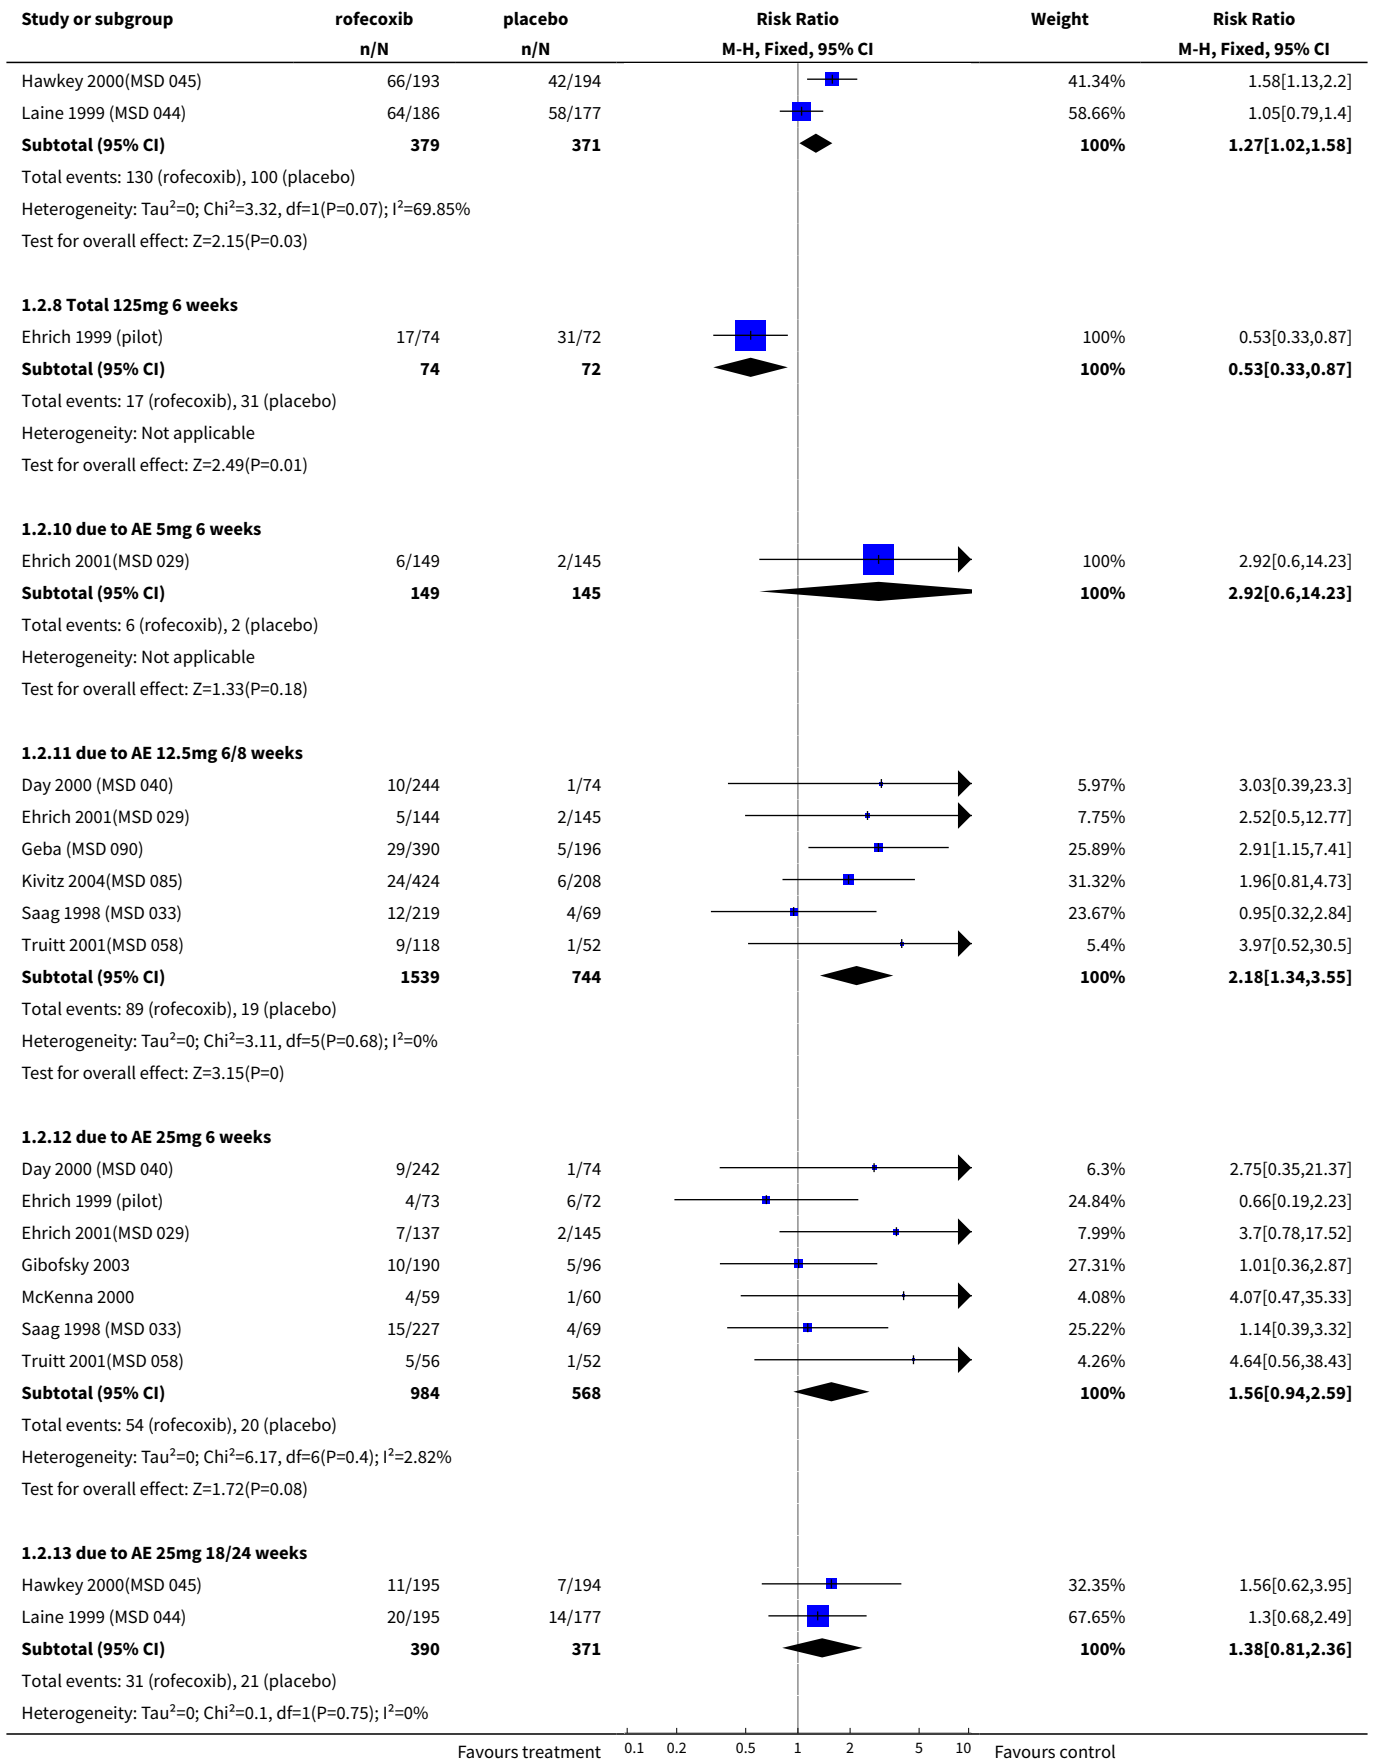 Study or subgroup rofecoxib placebo Risk Ratio Weight Risk Ratio
n/N n/N M-H, Fixed, 95% CI M-H, Fixed, 95% CI
Hawkey 2000(MSD 045) 66/193 42/194 41.34% 1.58[1.13,2.2]
Laine 1999 (MSD 044) 64/186 58/177 58.66% 1.05[0.79,1.4]
Subtotal (95% CI) 379 371 100% 1.27[1.02,1.58]
Total events: 130 (rofecoxib), 100 (placebo)
Heterogeneity: Tau²=0; Chi²=3.32, df=1(P=0.07); I²=69.85%
Test for overall effect: Z=2.15(P=0.03)
1.2.8 Total 125mg 6 weeks
Ehrich 1999 (pilot) 17/74 31/72 100% 0.53[0.33,0.87]
Subtotal (95% CI) 74 72 100% 0.53[0.33,0.87]
Total events: 17 (rofecoxib), 31 (placebo)
Heterogeneity: Not applicable
Test for overall effect: Z=2.49(P=0.01)
1.2.10 due to AE 5mg 6 weeks
Ehrich 2001(MSD 029) 6/149 2/145 100% 2.92[0.6,14.23]
Subtotal (95% CI) 149 145 100% 2.92[0.6,14.23]
Total events: 6 (rofecoxib), 2 (placebo)
Heterogeneity: Not applicable
Test for overall effect: Z=1.33(P=0.18)
1.2.11 due to AE 12.5mg 6/8 weeks
Day 2000 (MSD 040) 10/244 1/74 5.97% 3.03[0.39,23.3]
Ehrich 2001(MSD 029) 5/144 2/145 7.75% 2.52[0.5,12.77]
Geba (MSD 090) 29/390 5/196 25.89% 2.91[1.15,7.41]
Kivitz 2004(MSD 085) 24/424 6/208 31.32% 1.96[0.81,4.73]
Saag 1998 (MSD 033) 12/219 4/69 23.67% 0.95[0.32,2.84]
Truitt 2001(MSD 058) 9/118 1/52 5.4% 3.97[0.52,30.5]
Subtotal (95% CI) 1539 744 100% 2.18[1.34,3.55]
Total events: 89 (rofecoxib), 19 (placebo)
Heterogeneity: Tau²=0; Chi²=3.11, df=5(P=0.68); I²=0%
Test for overall effect: Z=3.15(P=0)
1.2.12 due to AE 25mg 6 weeks
Day 2000 (MSD 040) 9/242 1/74 6.3% 2.75[0.35,21.37]
Ehrich 1999 (pilot) 4/73 6/72 24.84% 0.66[0.19,2.23]
Ehrich 2001(MSD 029) 7/137 2/145 7.99% 3.7[0.78,17.52]
Gibofsky 2003 10/190 5/96 27.31% 1.01[0.36,2.87]
McKenna 2000 4/59 1/60 4.08% 4.07[0.47,35.33]
Saag 1998 (MSD 033) 15/227 4/69 25.22% 1.14[0.39,3.32]
Truitt 2001(MSD 058) 5/56 1/52 4.26% 4.64[0.56,38.43]
Subtotal (95% CI) 984 568 100% 1.56[0.94,2.59]
Total events: 54 (rofecoxib), 20 (placebo)
Heterogeneity: Tau²=0; Chi²=6.17, df=6(P=0.4); I²=2.82%
Test for overall effect: Z=1.72(P=0.08)
1.2.13 due to AE 25mg 18/24 weeks
Hawkey 2000(MSD 045) 11/195 7/194 32.35% 1.56[0.62,3.95]
Laine 1999 (MSD 044) 20/195 14/177 67.65% 1.3[0.68,2.49]
Subtotal (95% CI) 390 371 100% 1.38[0.81,2.36]
Total events: 31 (rofecoxib), 21 (placebo)
Heterogeneity: Tau²=0; Chi²=0.1, df=1(P=0.75); I²=0%
Favours treatment 0.1 0.2 0.5 1 2 5 10 Favours control